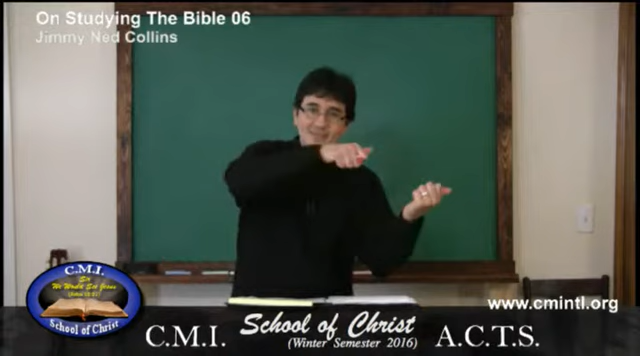 On Studying The Bible 06
Jimmy Ned Collins
C.M.I.
Sir
We Would See Jesus
School of Christ
www.cmintl.org
C.M.I. School of Christ A.C.T.S.
(Winter Semester 2016)